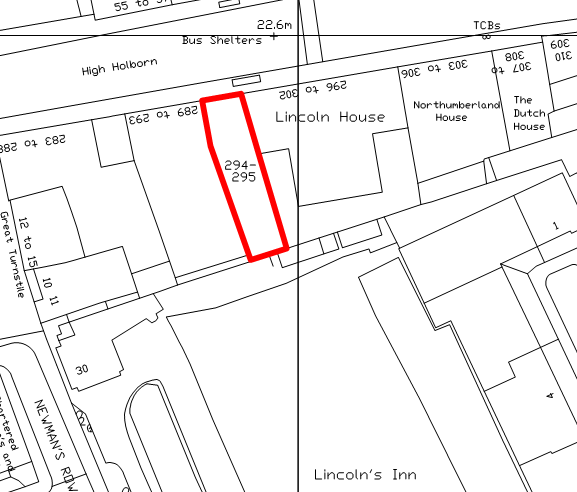 55 to 57
22.6m
TCBs
Bus Shelters
High Holborn
309
310
308
307 to
303 to 306
296 to 302
289 to 293
283 to 288
Lincoln House
Northumberland
House
The
Dutch
House
294-
295
Great Turnstile
12 to 15
10
11
1
30
4
NEWMAN'S ROW
Lincoln's Inn